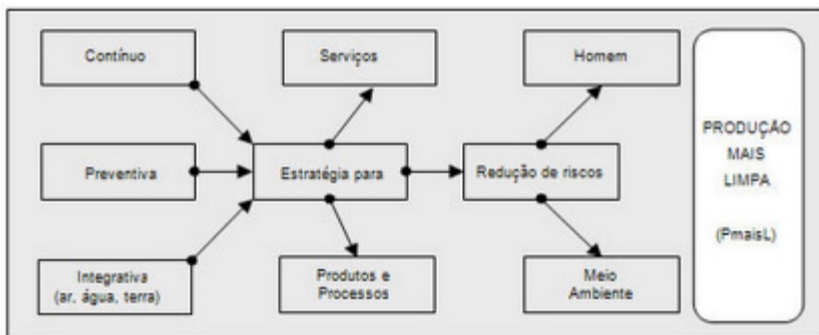 Contínuo
Serviços
Homem
Preventiva
Estratégia para
Redução de riscos
Integrativa
(ar, água, terra)
Produtos e
Processos
Meio
Ambiente
PRODUÇÃO
MAIS
LIMPA
(PmaisL)